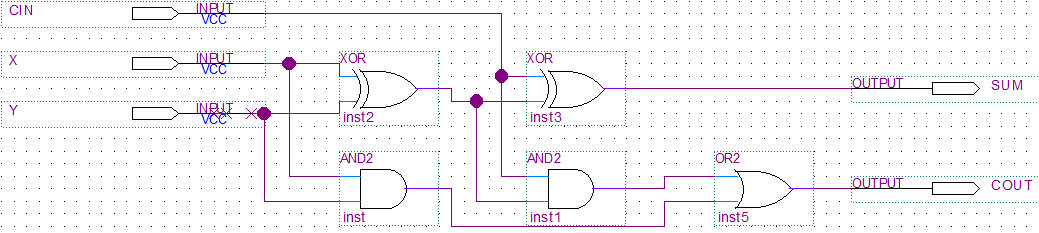 CIN INPUT
VCC
X INPUT XOR XOR
VCC OUTPUT SUM
Y INPUT
VCC inst2 inst3
AND2 AND2 OR2
OUTPUT COUT
inst inst1 inst5